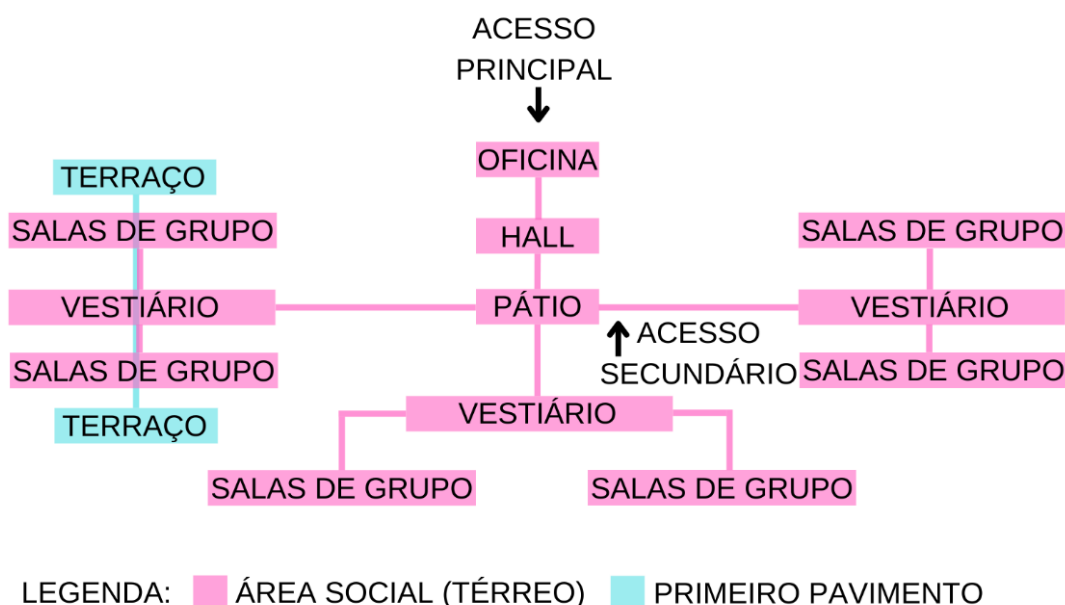 ACESSO
PRINCIPAL
OFICINA
TERRAÇO
SALAS DE GRUPO
HALL
SALAS DE GRUPO
VESTIÁRIO
PÁTIO
VESTIÁRIO
ACESSO
SECUNDÁRIO
SALAS DE GRUPO
SALAS DE GRUPO
TERRAÇO
VESTIÁRIO
SALAS DE GRUPO
SALAS DE GRUPO
LEGENDA: ÁREA SOCIAL (TÉRREO) PRIMEIRO PAVIMENTO